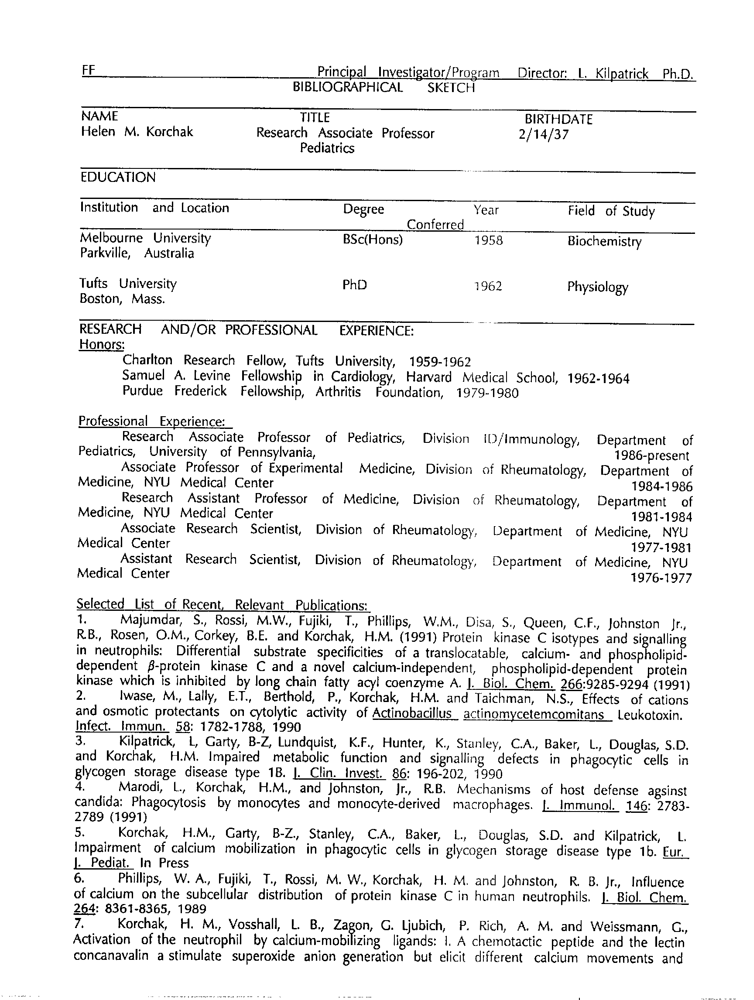 FF Principal Investigator/Program Director: L. Kilpatrick Ph.D.
BIBLIOGRAPHICAL SKETCH
NAME TITLE BIRTHDATE
Helen M. Korchak Research Associate Professor 2/14/37
Pediatrics
EDUCATION
Institution and Location Degree Year Field of Study
Conferred
Melbourne University BSc(Hons) 1958 Biochemistry
Parkville, Australia
Tufts University PhD 1962 Physiology
Boston, Mass.
RESEARCH AND/OR PROFESSIONAL EXPERIENCE:
Honors:
Charlton Research Fellow, Tufts University, 1959-1962
Samuel A. Levine Fellowship in Cardiology, Harvard Medical School, 1962-1964
Purdue Frederick Fellowship, Arthritis Foundation, 1979-1980
Professional Experience:
Research Associate Professor of Pediatrics, Division ID/Immunology, Department of
Pediatrics, University of Pennsylvania, 1986-present
Associate Professor of Experimental Medicine, Division of Rheumatology, Department of
Medicine, NYU Medical Center 1984-1986
Research Assistant Professor of Medicine, Division of Rheumatology, Department of
Medicine, NYU Medical Center 1981-1984
Associate Research Scientist, Division of Rheumatology, Department of Medicine, NYU
Medical Center 1977-1981
Assistant Research Scientist, Division of Rheumatology, Department of Medicine, NYU
Medical Center 1976-1977
Selected List of Recent, Relevant Publications:
1. Majumdar, S., Rossi, M.W., Fujiki, T., Phillips, W.M., Disa, S., Queen, C.F., Johnston Jr.,
R.B., Rosen, O.M., Corkey, B.E. and Korchak, H.M. (1991) Protein kinase C isotypes and signalling
in neutrophils: Differential substrate specificities of a translocatable, calcium- and phospholipid-
dependent β-protein kinase C and a novel calcium-independent, phospholipid-dependent protein
kinase which is inhibited by long chain fatty acyl coenzyme A. J. Biol. Chem. 266:9285-9294 (1991)
2. Iwase, M., Lally, E.T., Berthold, P., Korchak, H.M. and Taichman, N.S., Effects of cations
and osmotic protectants on cytolytic activity of Actinobacillus actinomycetemcomitans Leukotoxin.
Infect. Immun. 58: 1782-1788, 1990
3. Kilpatrick, L, Garty, B-Z, Lundquist, K.F., Hunter, K., Stanley, C.A., Baker, L., Douglas, S.D.
and Korchak, H.M. Impaired metabolic function and signalling defects in phagocytic cells in
glycogen storage disease type 1B. J. Clin. Invest. 86: 196-202, 1990
4. Marodi, L., Korchak, H.M., and Johnston, Jr., R.B. Mechanisms of host defense agsinst
candida: Phagocytosis by monocytes and monocyte-derived macrophages. J. Immunol. 146: 2783-
2789 (1991)
5. Korchak, H.M., Garty, B-Z., Stanley, C.A., Baker, L., Douglas, S.D. and Kilpatrick, L.
Impairment of calcium mobilization in phagocytic cells in glycogen storage disease type 1b. Eur.
J. Pediat. In Press
6. Phillips, W. A., Fujiki, T., Rossi, M. W., Korchak, H. M. and Johnston, R. B. Jr., Influence
of calcium on the subcellular distribution of protein kinase C in human neutrophils. J. Biol. Chem.
264: 8361-8365, 1989
7. Korchak, H. M., Vosshall, L. B., Zagon, G. Ljubich, P. Rich, A. M. and Weissmann, G.,
Activation of the neutrophil by calcium-mobilizing ligands: I. A chemotactic peptide and the lectin
concanavalin a stimulate superoxide anion generation but elicit different calcium movements and